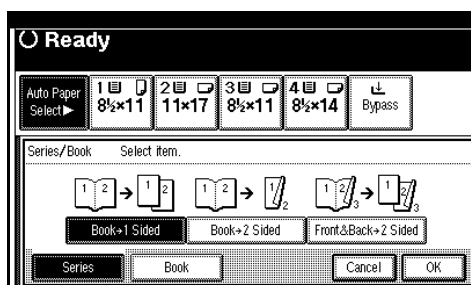 Ready
Auto Paper Select▶
1 8½×11
2 11×17
3 8½×11
4 8½×14
Bypass
Series/Book Select item.
1 2 → 1 2
1 2 → 1 2
1 2 3 → 1 2 3
Book→1 Sided
Book→2 Sided
Front&Back→2 Sided
Series
Book
Cancel
OK